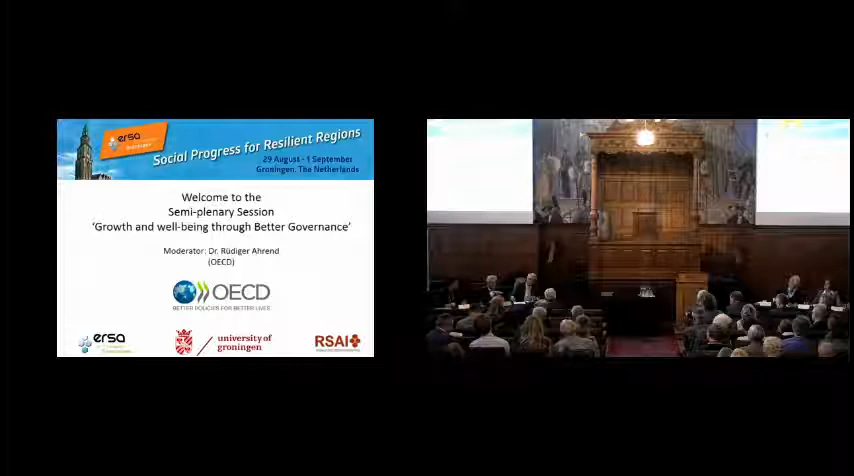 ersa
Social Progress for Resilient Regions
29 August - 1 September
Groningen, The Netherlands
Welcome to the
Semi-plenary Session
‘Growth and well-being through Better Governance’
Moderator: Dr. Rüdiger Ahrend
(OECD)
OECD
BETTER POLICIES FOR BETTER LIVES
ersa
university of
groningen
RSAI